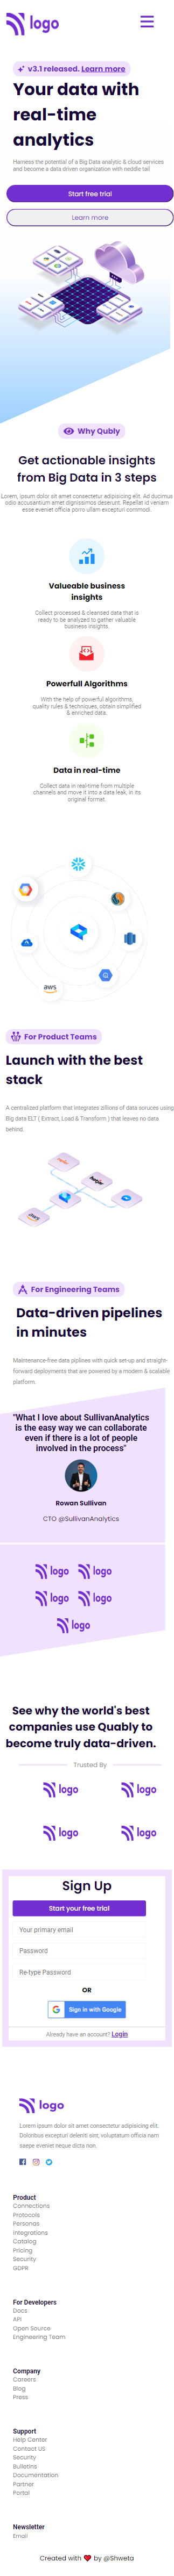 logo
v3.1 released. Learn more
Your data with
real-time
analytics
Harness the potential of a Big Data analytic & cloud services
and become a data driven organization with neddle tail
Start free trial
Learn more
Why Qubly
Get actionable insights
from Big Data in 3 steps
Lorem, ipsum dolor sit amet consectetur adipisicing elit. Ad ducimus
odio accusantium amet dignissimos deserunt. Repellat id veniam
esse eveniet officia porro ullam excepturi commodi.
Valueable business
insights
Collect processed & cleansed data that is
ready to be analyzed to gather valuable
business insights.
Powerfull Algorithms
With the help of powerful algorithms,
quality rules & techniques, obtain simplified
& enriched data.
Data in real-time
Collect data in real-time from multiple
channels and move it into a data leak, in its
original format.
aws
For Product Teams
Launch with the best
stack
A centralized platform that integrates zillions of data soruces using
Big data ELT ( Extract, Load & Transform ) that leaves no data
behind.
For Engineering Teams
Data-driven pipelines
in minutes
Maintenance-free data piplines with quick set-up and straight-
forward deployments that are powered by a modern & scalable
platform.
"What I love about SullivanAnalytics
is the easy way we can collaborate
even if there is a lot of people
involved in the process"
Rowan Sullivan
CTO @SullivanAnalytics
logo logo
logo logo
logo
See why the world's best
companies use Quably to
become truly data-driven.
Trusted By
logo logo
logo logo
Sign Up
Start your free trial
Your primary email
Password
Re-type Password
OR
Sign in with Google
Already have an account? Login
logo
Lorem ipsum dolor sit amet consectetur adipisicing elit.
Doloribus excepturi deleniti sint, voluptatum officia nam
saepe eveniet neque dicta non.
Product
Connections
Protocols
Personas
Integrations
Catalog
Pricing
Security
GDPR
For Developers
Docs
API
Open Source
Engineering Team
Company
Careers
Blog
Press
Support
Help Center
Contact US
Security
Bulletins
Documentation
Partner
Portal
Newsletter
Email
Created with ❤ by @Shweta